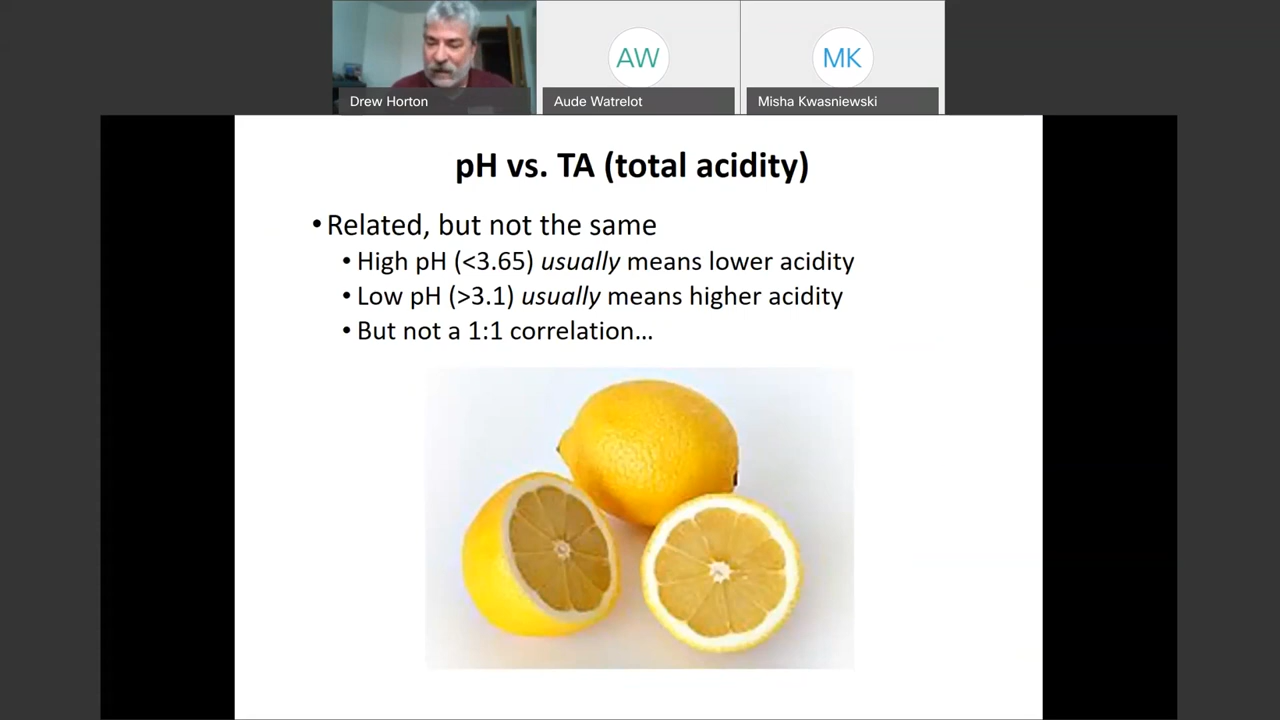 AW
MK
Drew Horton
Aude Watrelot
Misha Kwasniewski
pH vs. TA (total acidity)
•Related, but not the same
•High pH (<3.65) usually means lower acidity
•Low pH (>3.1) usually means higher acidity
•But not a 1:1 correlation…